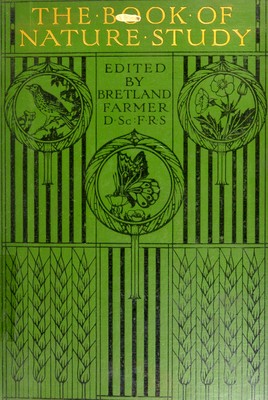 THE·BOOK OF
NATURE·STUDY
EDITED
BY
BRETLAND
FARMER
D·Sc·F·R·S